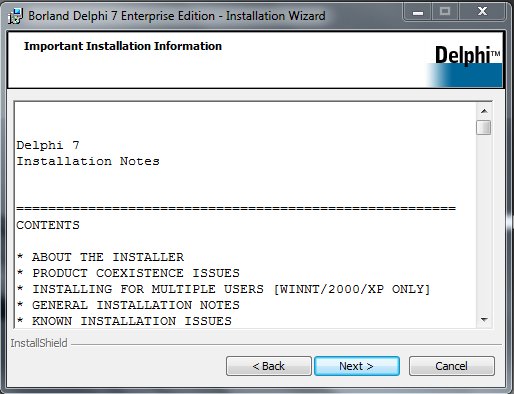 Borland Delphi 7 Enterprise Edition - Installation Wizard
Important Installation Information
Delphi™
Delphi 7
Installation Notes
=========================================================
CONTENTS
* ABOUT THE INSTALLER
* PRODUCT COEXISTENCE ISSUES
* INSTALLING FOR MULTIPLE USERS [WINNT/2000/XP ONLY]
* GENERAL INSTALLATION NOTES
* KNOWN INSTALLATION ISSUES
InstallShield
< Back
Next >
Cancel